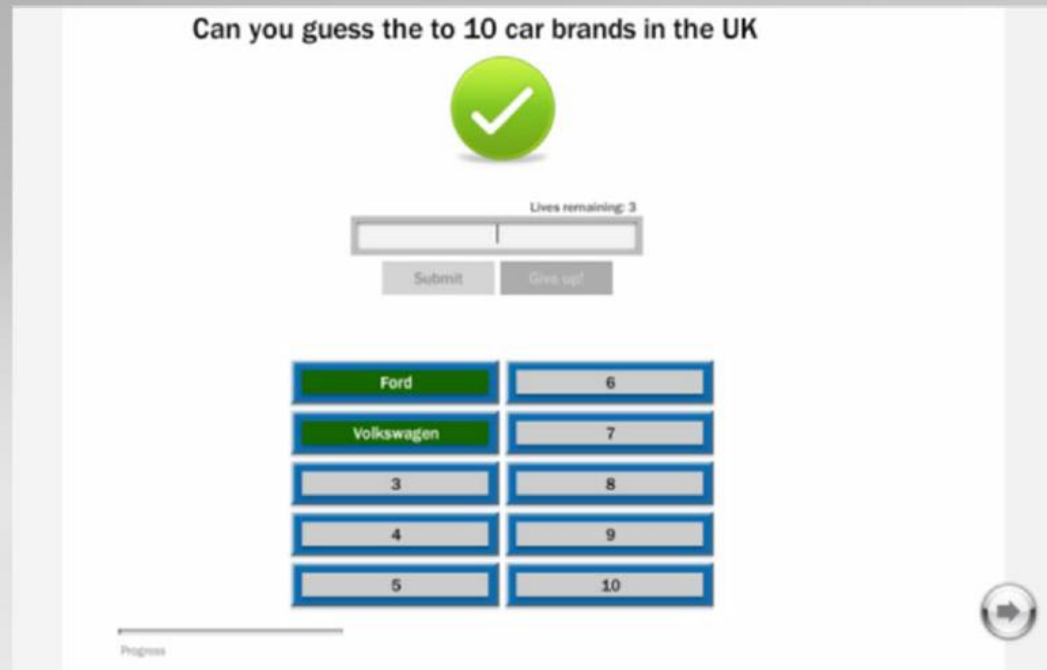 Can you guess the to 10 car brands in the UK
Lives remaining: 3
Submit
Give up!
Ford
6
Volkswagen
7
3
8
4
9
5
10
Progress